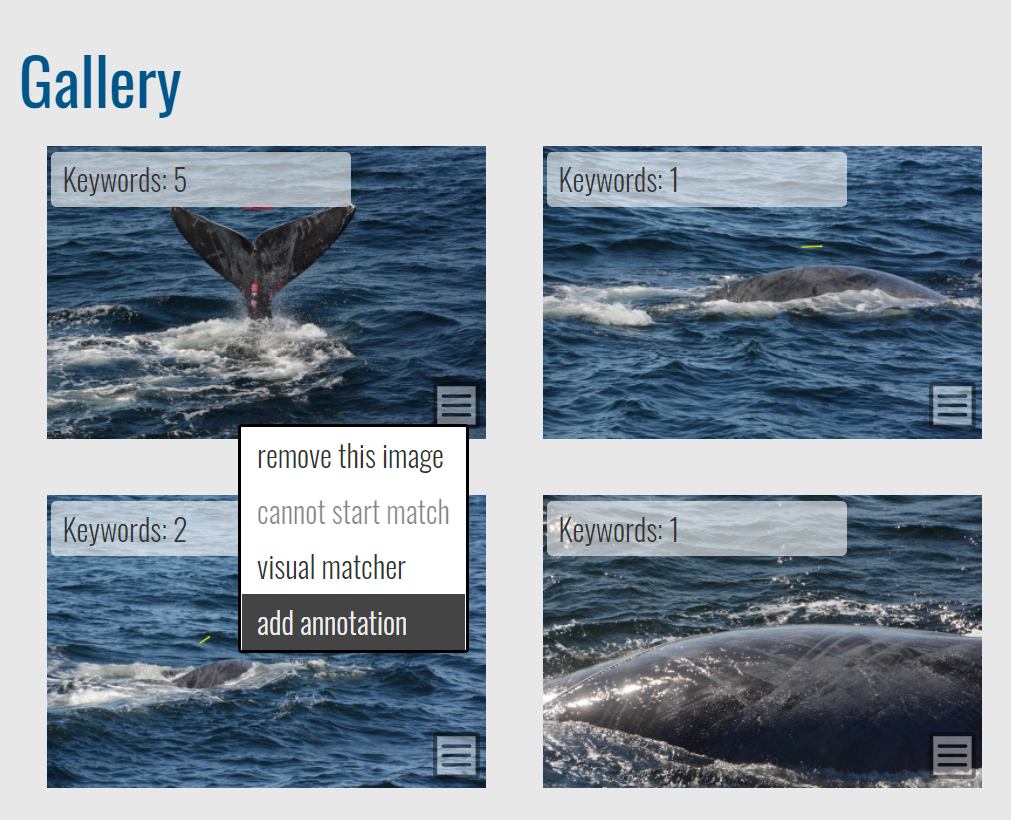 Gallery
Keywords: 5
Keywords: 1
remove this image
cannot start match
visual matcher
add annotation
Keywords: 2
Keywords: 1